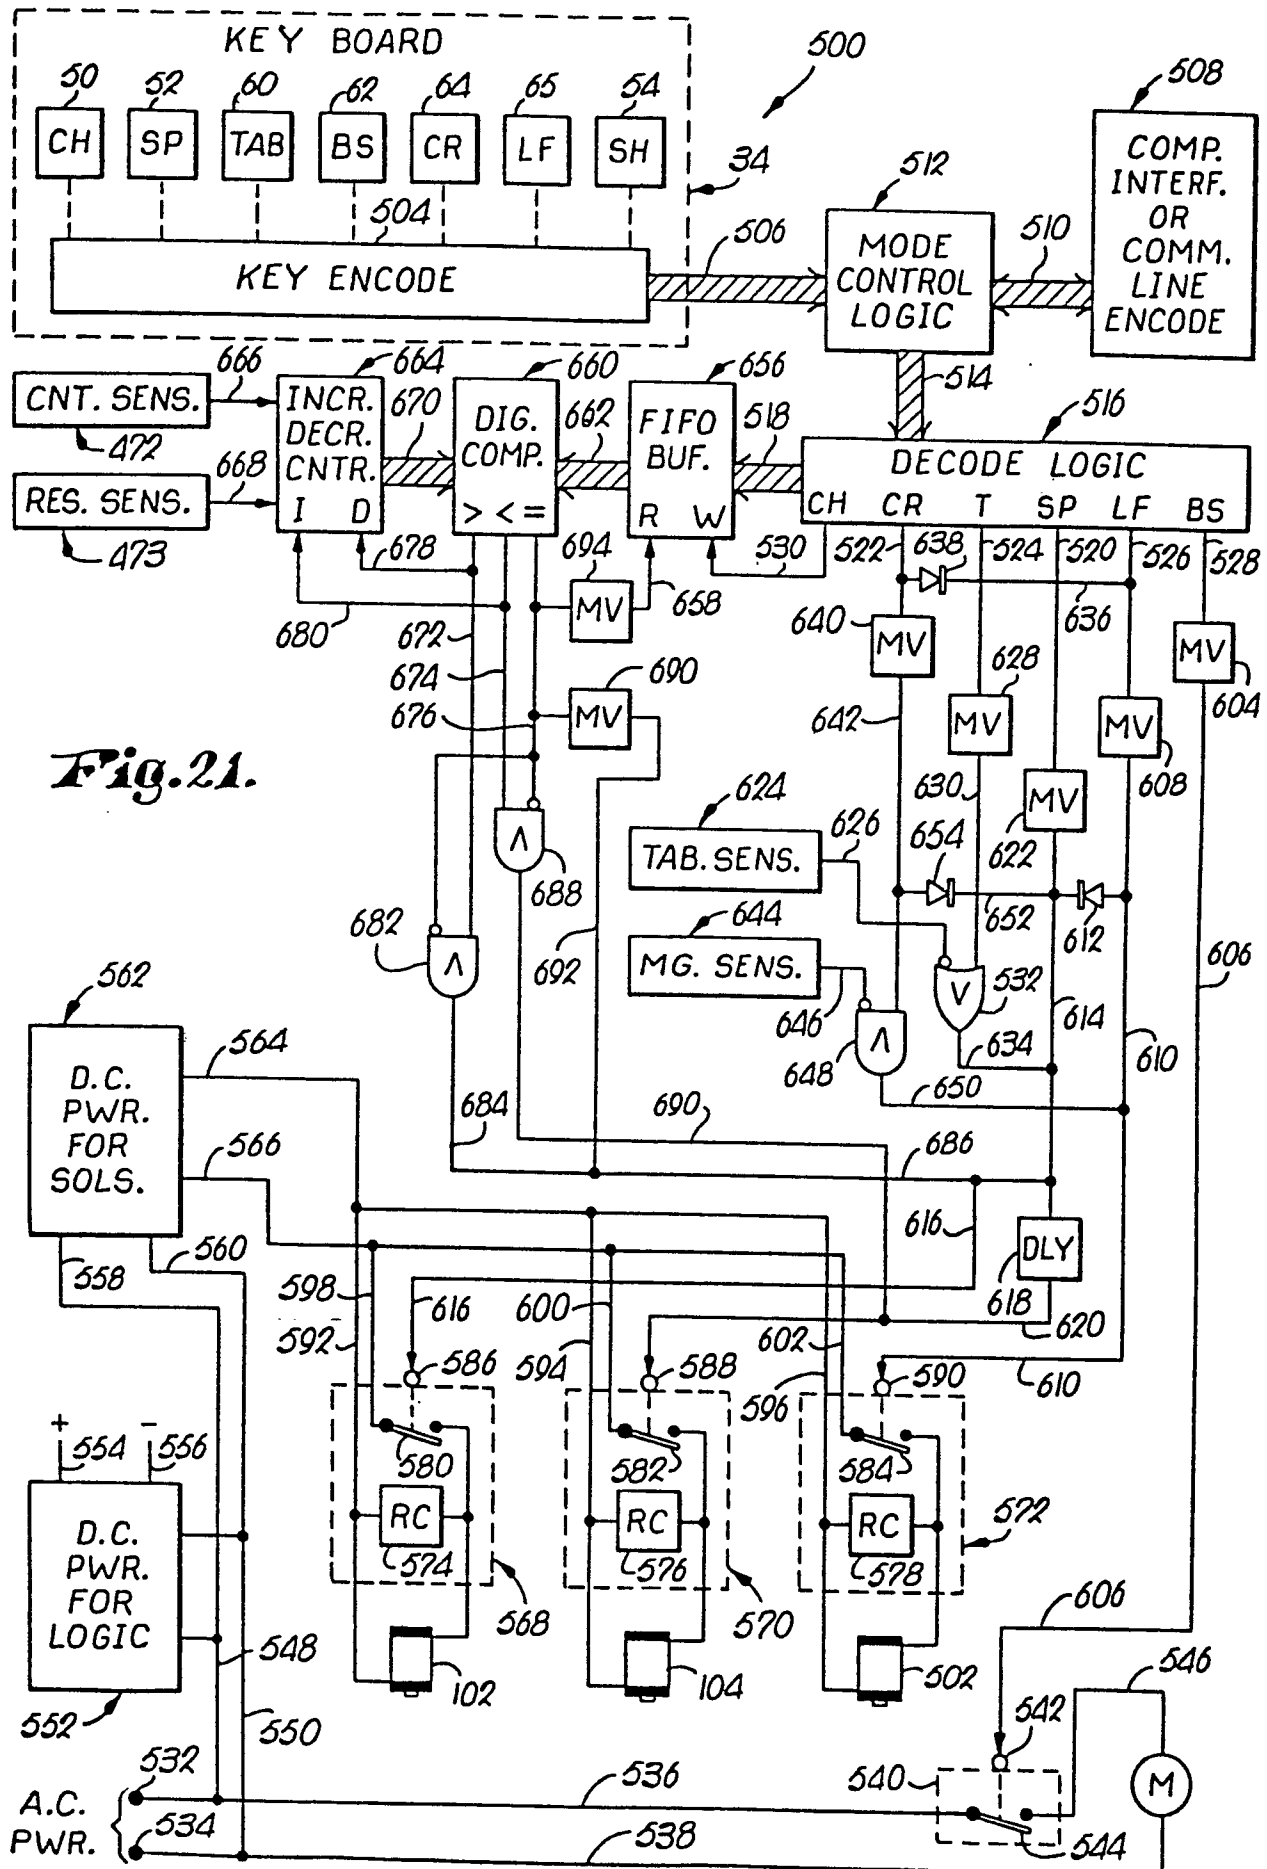 KEY BOARD
500
50 52 60 62 64 65 54
508
CH SP TAB BS CR LF SH
COMP.
INTERF.
OR
COMM.
LINE
ENCODE
34
512
504
506
510
KEY ENCODE
MODE
CONTROL
LOGIC
514
666 664 660 656
516
CNT. SENS.
472
INCR.
DECR.
CNTR.
I D
670
DIG.
COMP.
> < =
662
FIFO
BUF.
R W
518
DECODE LOGIC
CH CR T SP LF BS
RES. SENS.
668
473
678
694
530
522
638
524
520
526
528
MV
658
636
680
672
640
MV
MV
604
674
690
628
676
MV
642
MV
MV
608
Fig. 21.
624
630
MV
622
626
654
TAB. SENS.
Λ
688
652
612
682
644
Λ
692
MG. SENS.
V
532
606
562
646
614
564
Λ
648
634
610
D.C.
PWR.
FOR
SOLS.
684
690
650
566
686
616
DLY
560
558
598
616
600
618
620
592
586
594
588
602
590
610
596
+ −
554 556
580
582
584
D.C.
PWR.
FOR
LOGIC
RC
RC
RC
572
574
576
578
568
570
606
548
102
104
502
546
552
550
542
532
536
540
M
A.C.
PWR.
534
538
544